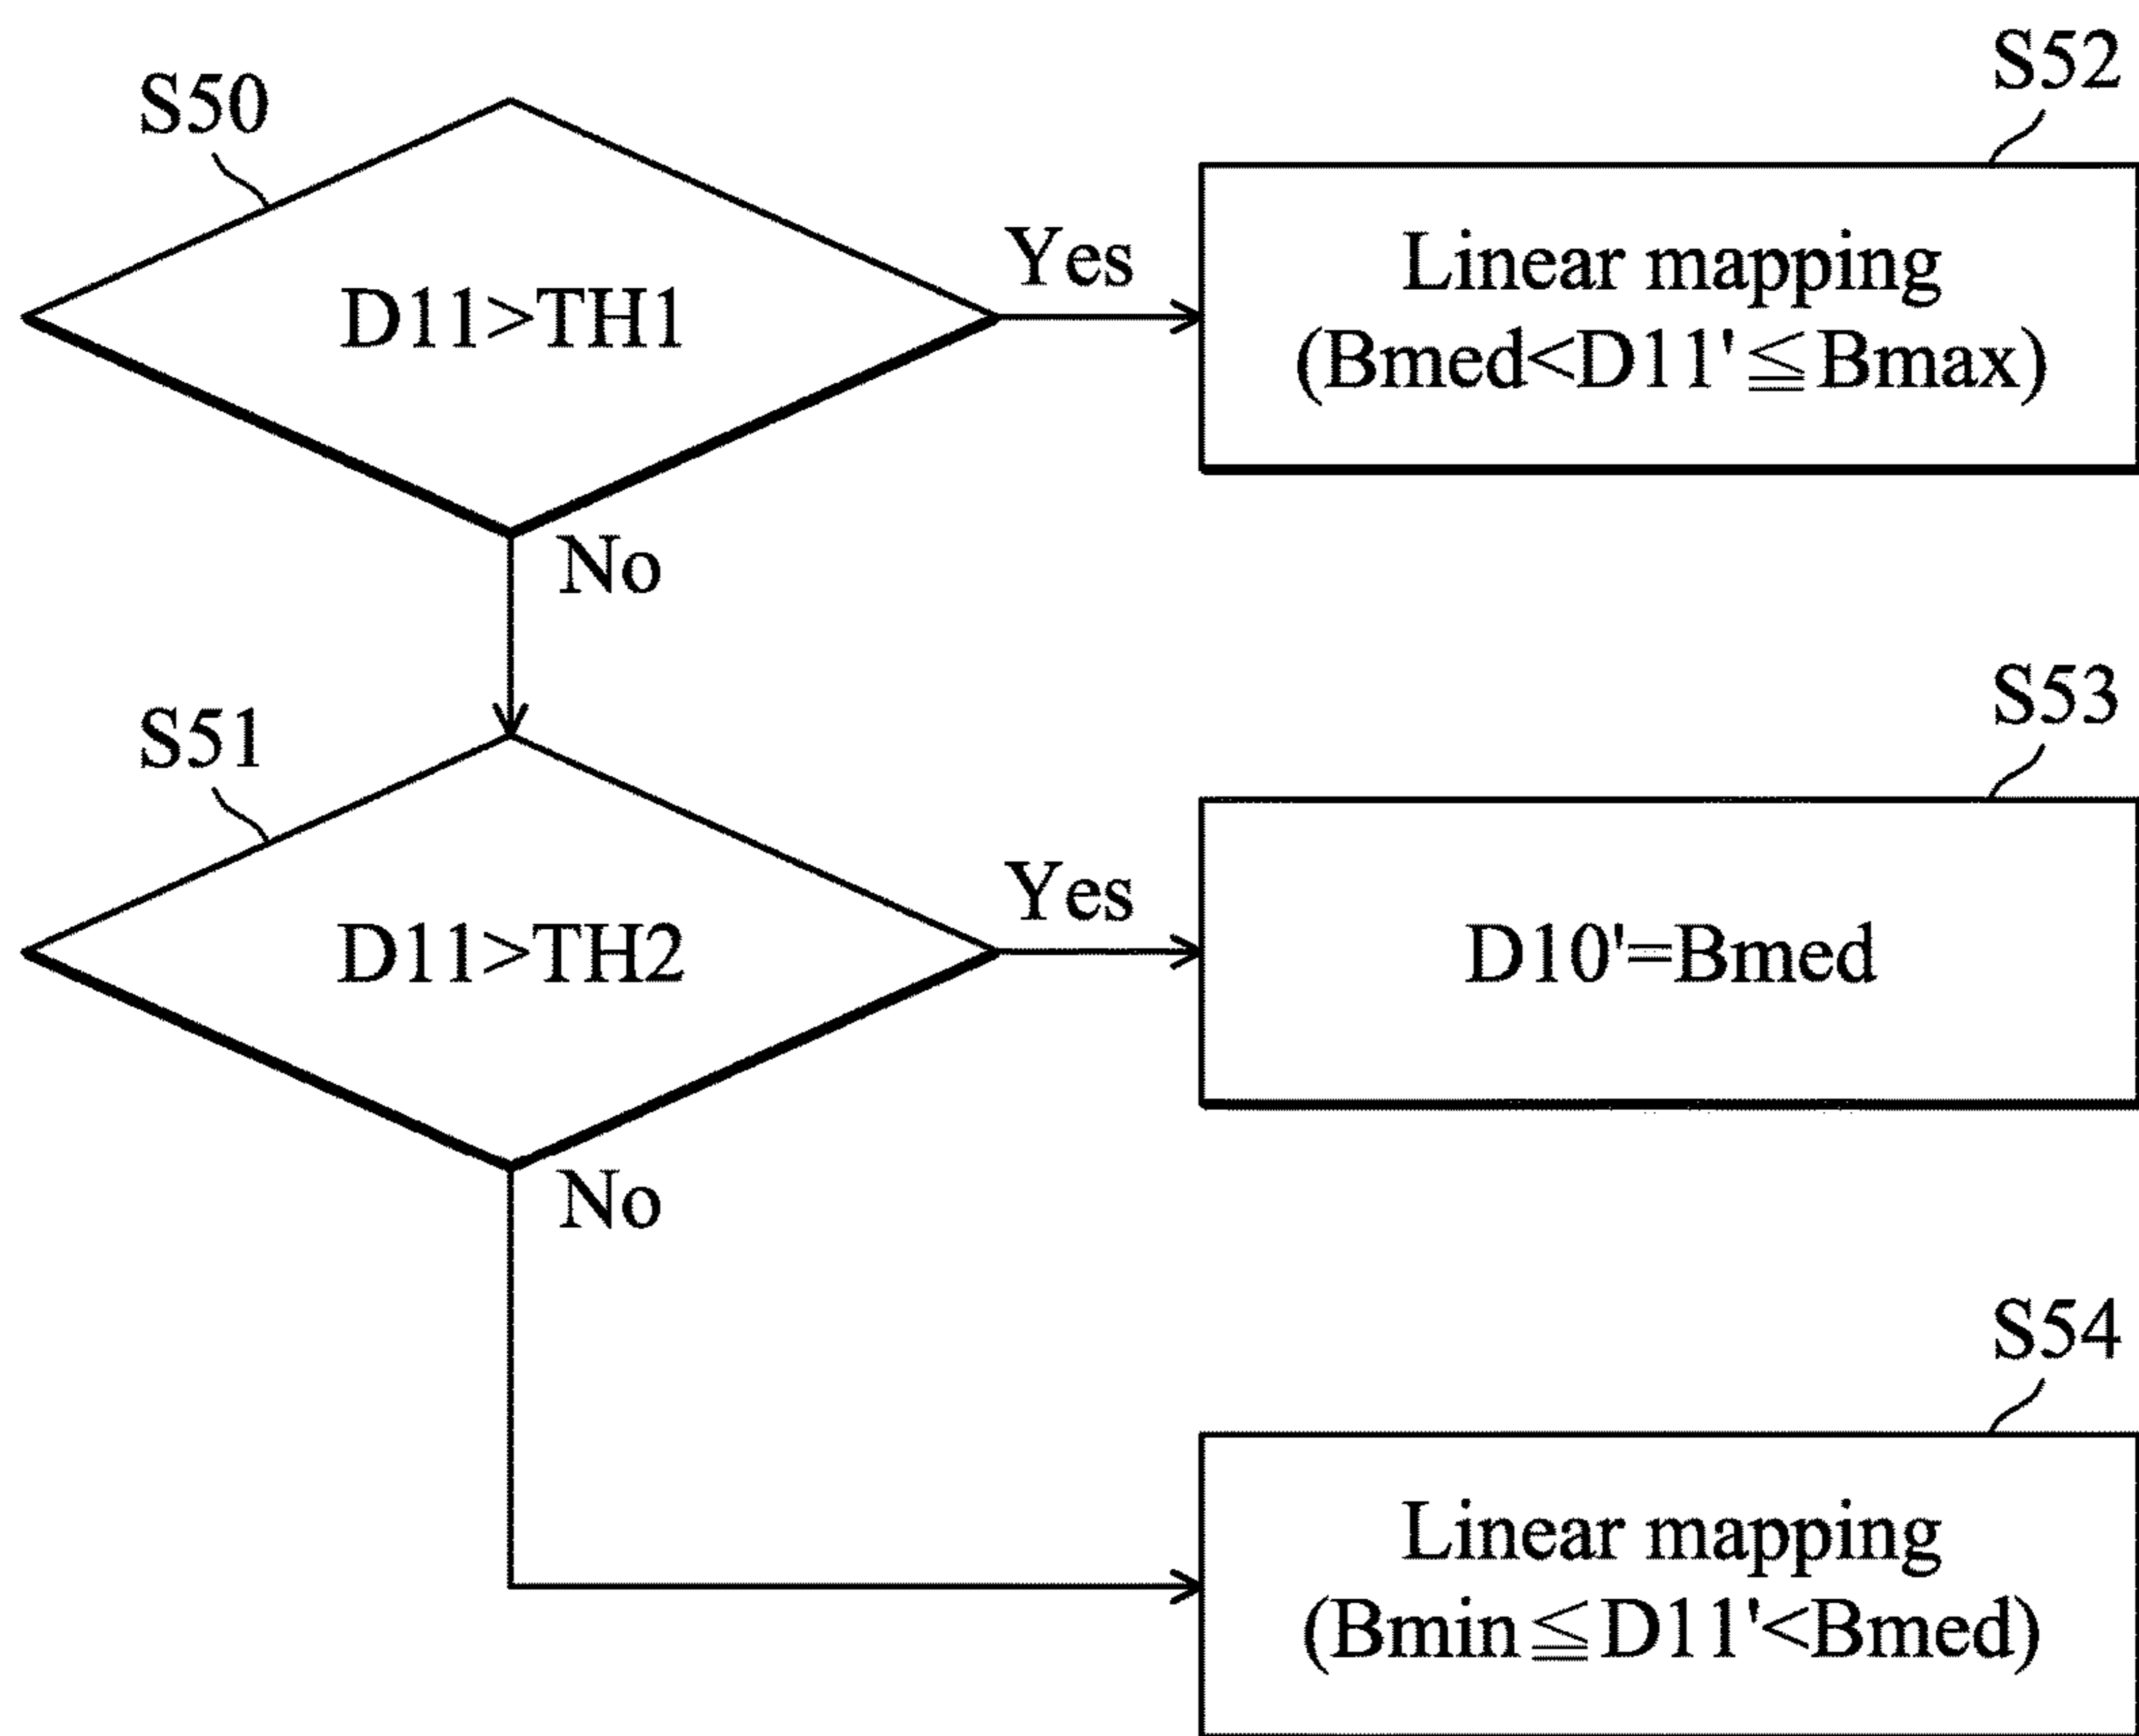 S50
D11>TH1
Yes
No
S52
Linear mapping
(Bmed<D11'≦Bmax)
S51
D11>TH2
Yes
No
S53
D10'=Bmed
S54
Linear mapping
(Bmin≦D11'<Bmed)